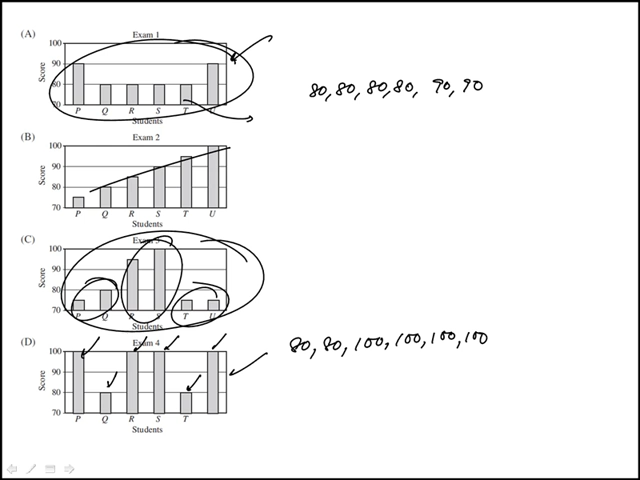 (A)
Exam 1
100
90
80
70
Score
P Q R S T U
Students
80, 80, 80, 80, 90, 90
(B)
Exam 2
100
90
80
70
Score
P Q R S T U
Students
(C)
Exam 3
100
90
80
70
Score
P Q R S T U
Students
(D)
Exam 4
100
90
80
70
Score
P Q R S T U
Students
80, 80, 100, 100, 100, 100